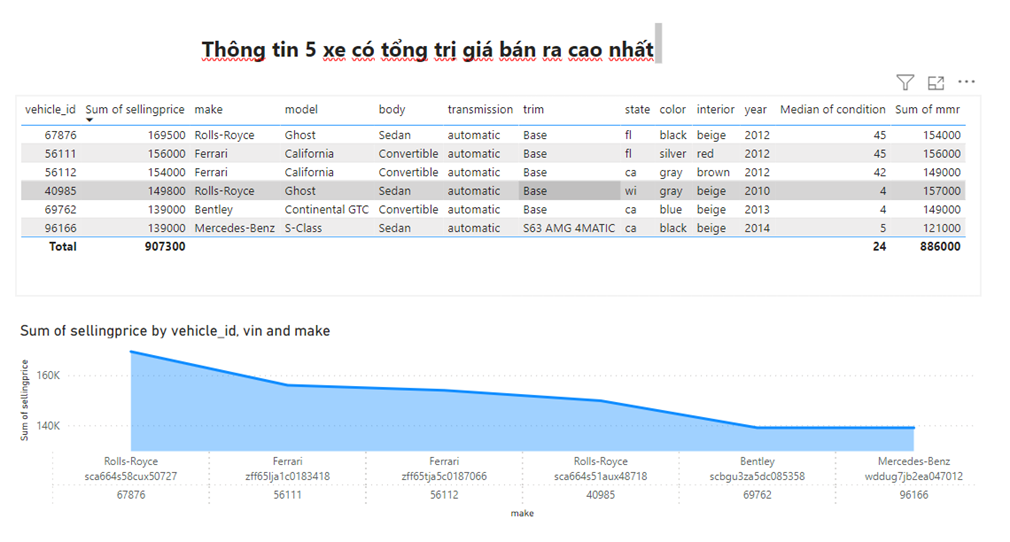 Thông tin 5 xe có tổng trị giá bán ra cao nhất
vehicle_id Sum of sellingprice make model body transmission trim state color interior year Median of condition Sum of mmr
67876 169500 Rolls-Royce Ghost Sedan automatic Base fl black beige 2012 45 154000
56111 156000 Ferrari California Convertible automatic Base fl silver red 2012 45 156000
56112 154000 Ferrari California Convertible automatic Base ca gray brown 2012 42 149000
40985 149800 Rolls-Royce Ghost Sedan automatic Base wi gray beige 2010 4 157000
69762 139000 Bentley Continental GTC Convertible automatic Base ca blue beige 2013 4 149000
96166 139000 Mercedes-Benz S-Class Sedan automatic S63 AMG 4MATIC ca black beige 2014 5 121000
Total 907300 24 886000
Sum of sellingprice by vehicle_id, vin and make
Sum of sellingprice
160K
140K
Rolls-Royce Ferrari Ferrari Rolls-Royce Bentley Mercedes-Benz
sca664s58cux50727 zff65lja1c0183418 zff65tja5c0187066 sca664s51aux48718 scbgu3za5dc085358 wddug7jb2ea047012
67876 56111 56112 40985 69762 96166
make